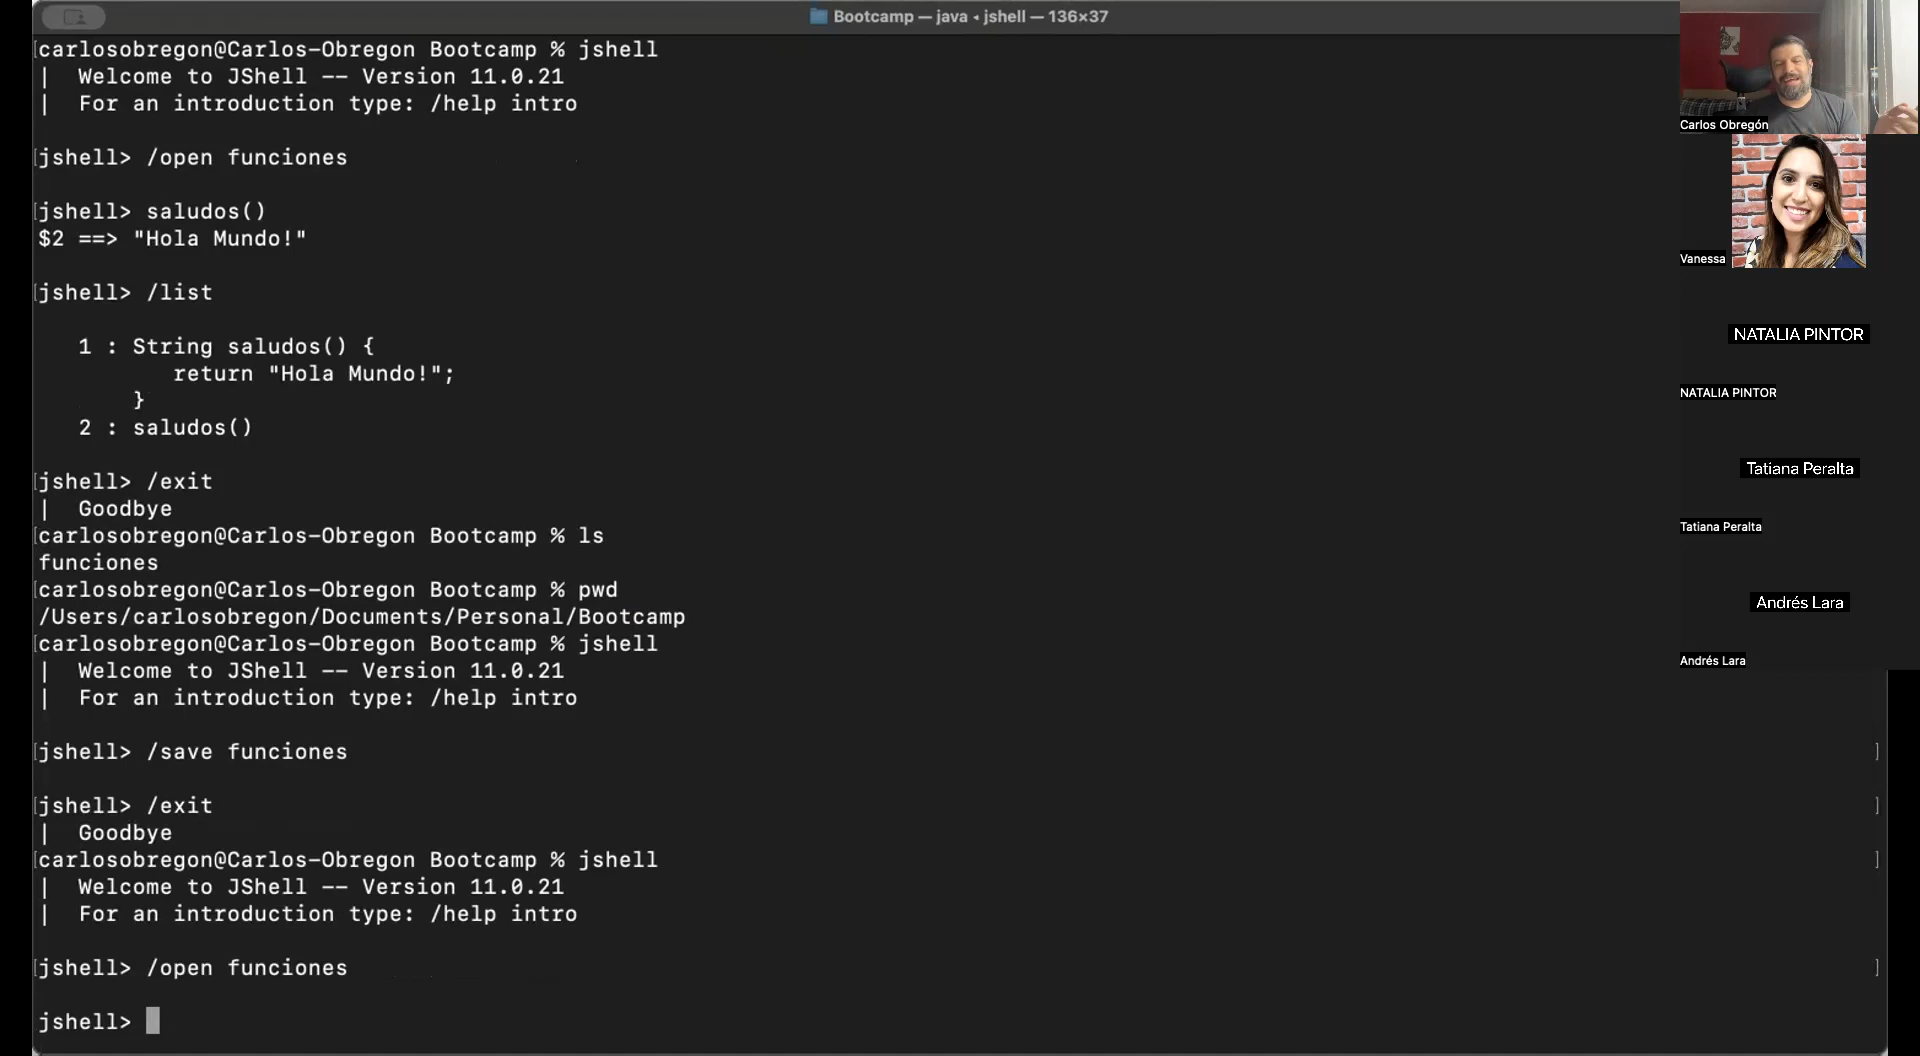 Bootcamp — java ◂ jshell — 136×37
carlosobregon@Carlos-Obregon Bootcamp % jshell
|  Welcome to JShell -- Version 11.0.21
|  For an introduction type: /help intro
jshell> /open funciones
jshell> saludos()
$2 ==> "Hola Mundo!"
jshell> /list
1 : String saludos() {
return "Hola Mundo!";
}
2 : saludos()
jshell> /exit
|  Goodbye
carlosobregon@Carlos-Obregon Bootcamp % ls
funciones
carlosobregon@Carlos-Obregon Bootcamp % pwd
/Users/carlosobregon/Documents/Personal/Bootcamp
carlosobregon@Carlos-Obregon Bootcamp % jshell
|  Welcome to JShell -- Version 11.0.21
|  For an introduction type: /help intro
jshell> /save funciones
jshell> /exit
|  Goodbye
carlosobregon@Carlos-Obregon Bootcamp % jshell
|  Welcome to JShell -- Version 11.0.21
|  For an introduction type: /help intro
jshell> /open funciones
jshell>
Carlos Obregón
Vanessa
NATALIA PINTOR
NATALIA PINTOR
Tatiana Peralta
Tatiana Peralta
Andrés Lara
Andrés Lara